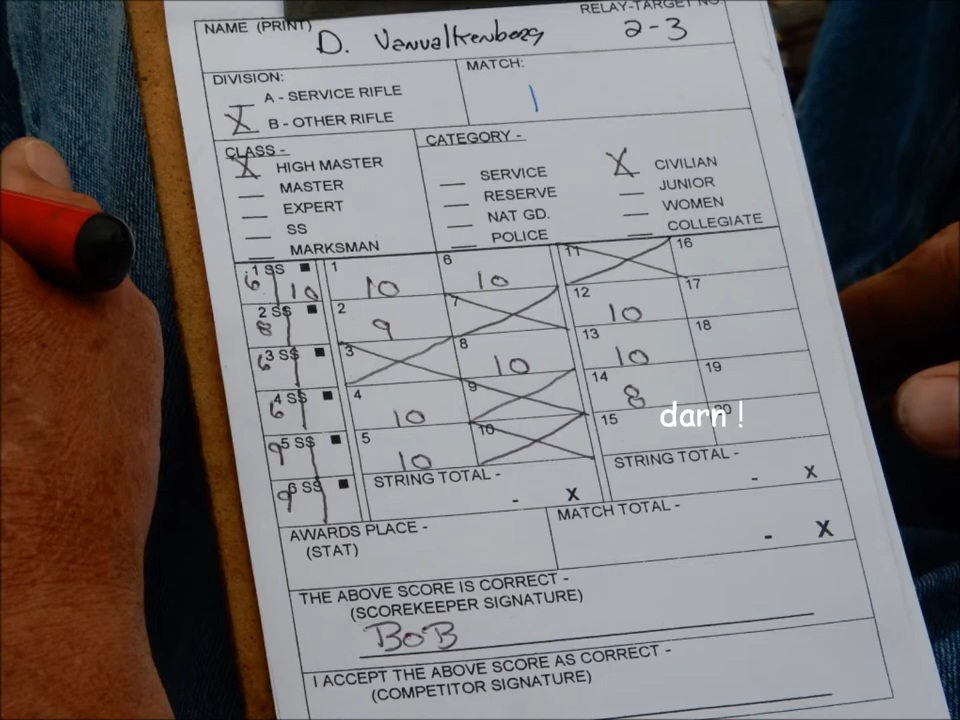 NAME (PRINT) D. Vanvalkenberg
RELAY-TARGET NO
2-3
DIVISION:
A - SERVICE RIFLE
X B - OTHER RIFLE
MATCH:
1
CLASS -
X HIGH MASTER
MASTER
EXPERT
SS
MARKSMAN
CATEGORY -
SERVICE
RESERVE
NAT GD.
POLICE
X CIVILIAN
JUNIOR
WOMEN
COLLEGIATE
1 SS 1 6 11 16
6 10 10 10
2 SS 2 7 12 17
8 9 10
3 SS 3 8 13 18
6 10 10
4 SS 4 9 14 19
6 10 8
darn !
5 SS 5 10 15 20
9 10
6 SS
9
STRING TOTAL -
- X
STRING TOTAL -
- X
AWARDS PLACE -
(STAT)
MATCH TOTAL -
- X
THE ABOVE SCORE IS CORRECT -
(SCOREKEEPER SIGNATURE)
BOB
I ACCEPT THE ABOVE SCORE AS CORRECT -
(COMPETITOR SIGNATURE)